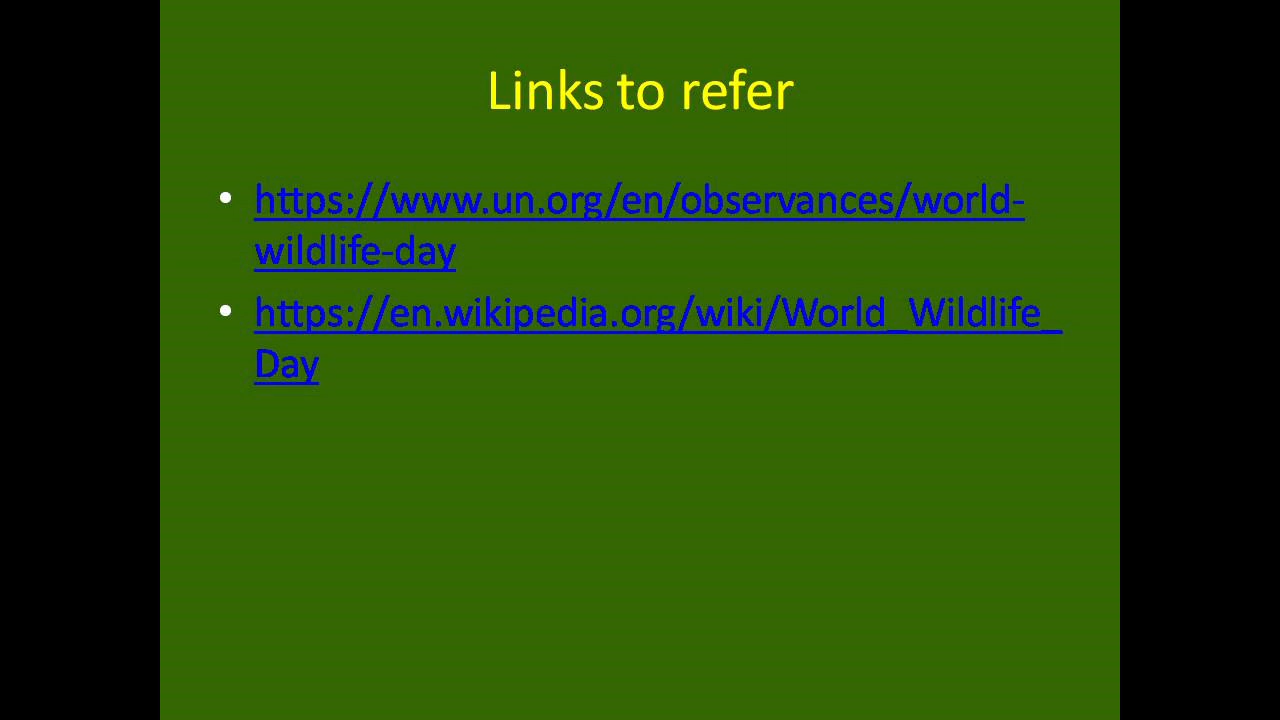 Links to refer
• https://www.un.org/en/observances/world-
wildlife-day
• https://en.wikipedia.org/wiki/World_Wildlife_
Day